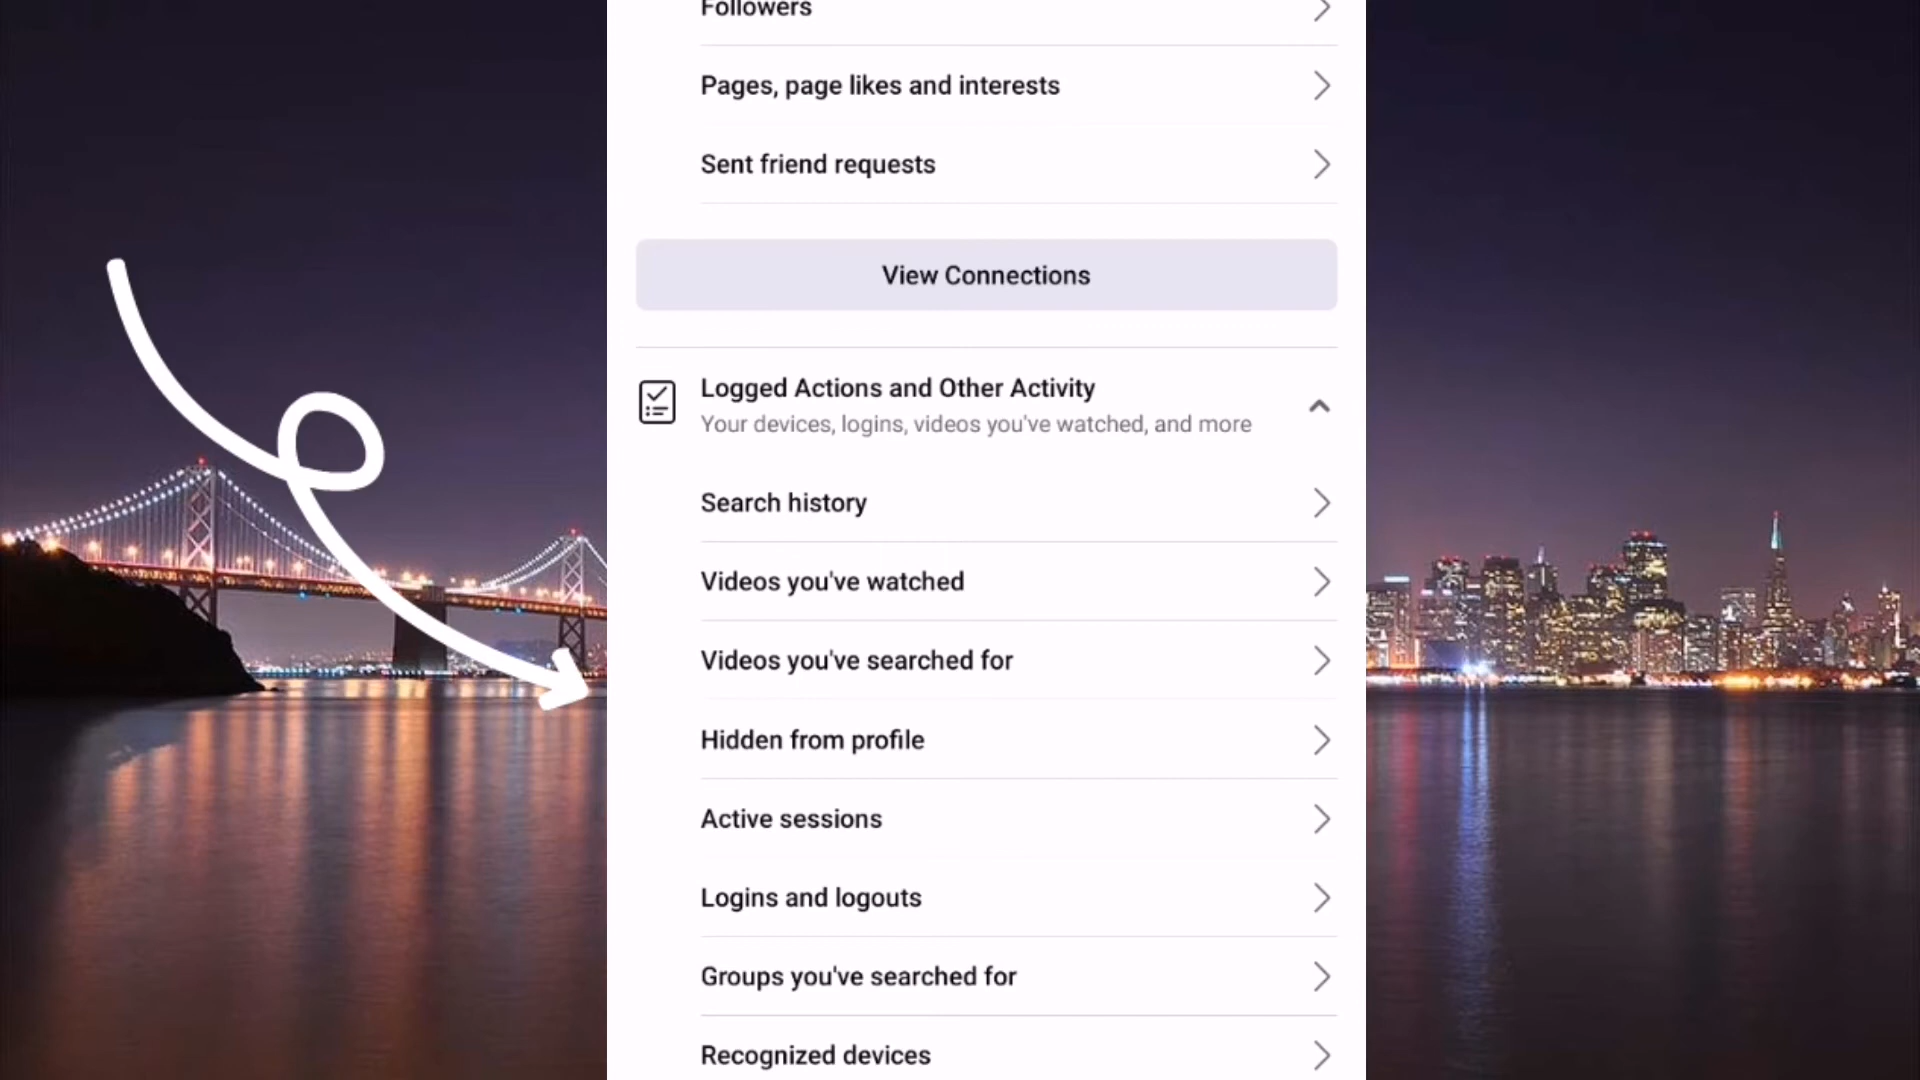 Followers
Pages, page likes and interests
Sent friend requests
View Connections
Logged Actions and Other Activity
Your devices, logins, videos you've watched, and more
Search history
Videos you've watched
Videos you've searched for
Hidden from profile
Active sessions
Logins and logouts
Groups you've searched for
Recognized devices